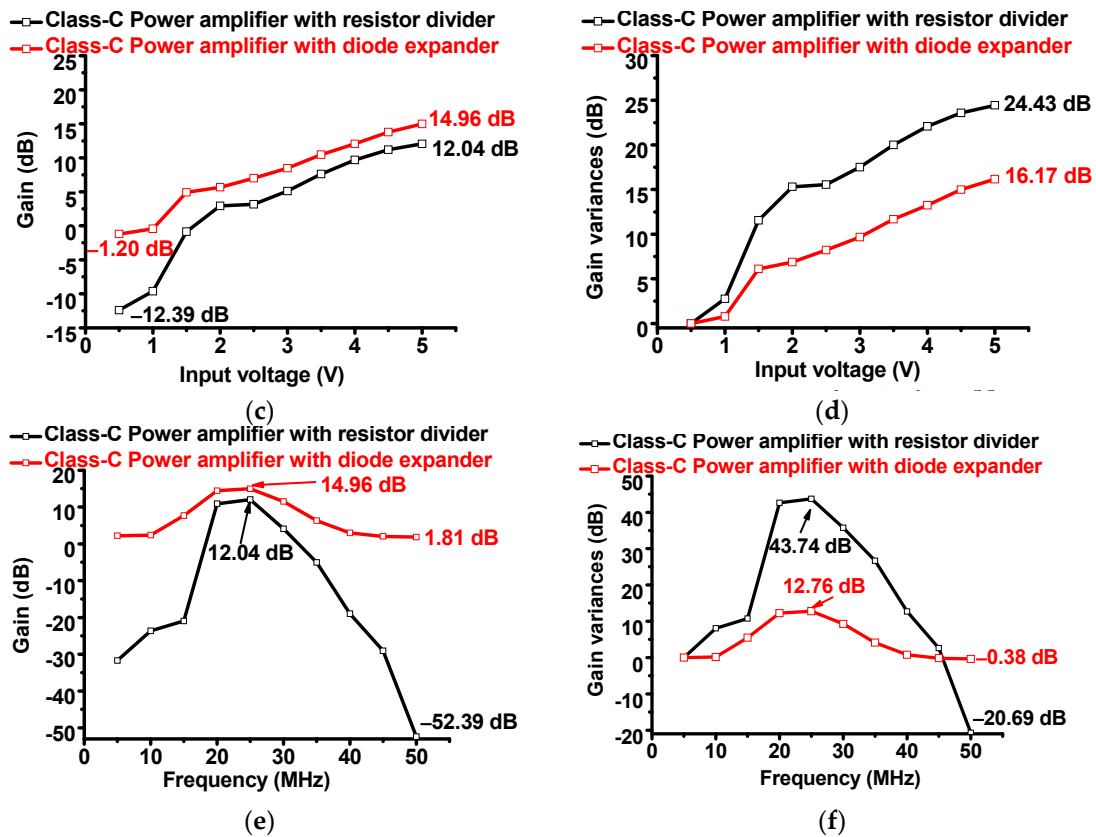 Class-C Power amplifier with resistor divider
Class-C Power amplifier with diode expander
25
20
15
10
5
0
-5
-10
-15
Gain (dB)
14.96 dB
12.04 dB
–1.20 dB
–12.39 dB
0 1 2 3 4 5
Input voltage (V)
(c)
Class-C Power amplifier with resistor divider
Class-C Power amplifier with diode expander
30
25
20
15
10
5
0
Gain variances (dB)
24.43 dB
16.17 dB
0 1 2 3 4 5
Input voltage (V)
(d)
Class-C Power amplifier with resistor divider
Class-C Power amplifier with diode expander
20
10
0
-10
-20
-30
-40
-50
Gain (dB)
14.96 dB
12.04 dB
1.81 dB
–52.39 dB
0 10 20 30 40 50
Frequency (MHz)
(e)
Class-C Power amplifier with resistor divider
Class-C Power amplifier with diode expander
50
40
30
20
10
0
-10
-20
Gain variances (dB)
43.74 dB
12.76 dB
–0.38 dB
–20.69 dB
0 10 20 30 40 50
Frequency (MHz)
(f)